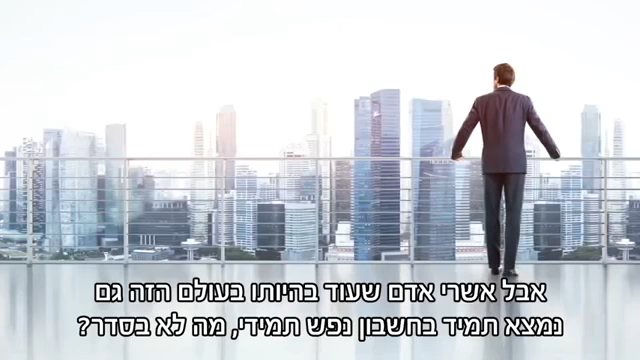 אבל אשרי אדם שעוד בהיותו בעולם הזה גם
נמצא תמיד בחשבון נפש תמידי, מה לא בסדר?